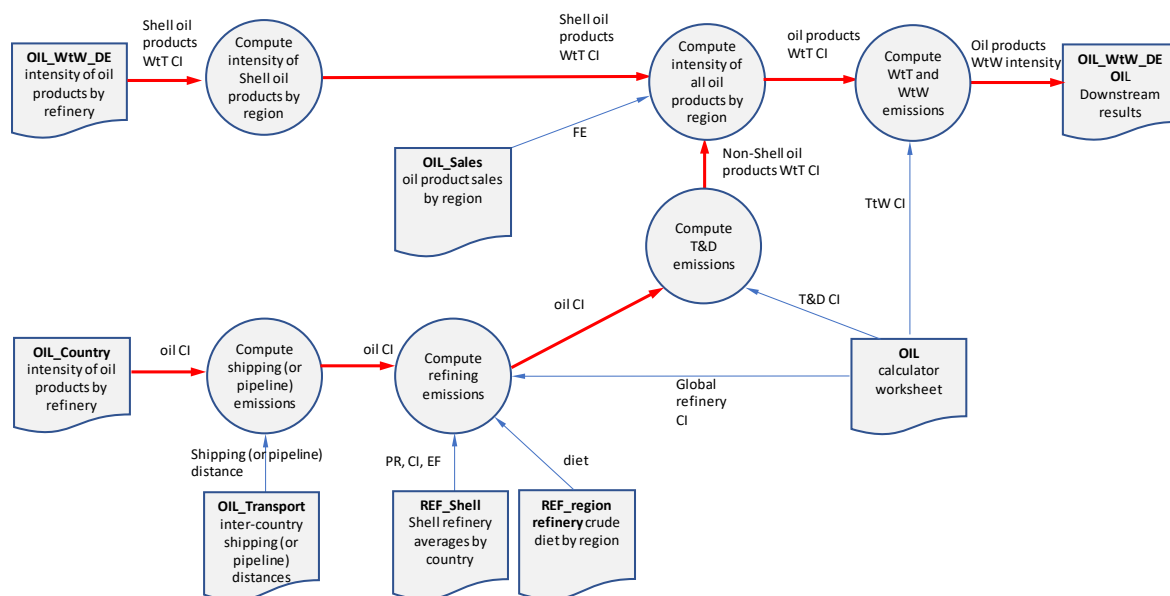 Shell oil
products
WtT CI
OIL_WtW_DE
intensity of oil
products by
refinery
Compute
intensity of
Shell oil
products by
region
Shell oil
products
WtT CI
Compute
intensity of
all oil
products by
region
oil products
WtT CI
Compute
WtT and
WtW
emissions
Oil products
WtW intensity
OIL_WtW_DE
OIL
Downstream
results
FE
OIL_Sales
oil product sales
by region
Non-Shell oil
products WtT CI
TtW CI
Compute
T&D
emissions
oil CI
T&D CI
OIL_Country
intensity of oil
products by
refinery
oil CI
Compute
shipping (or
pipeline)
emissions
oil CI
Compute
refining
emissions
Global
refinery
CI
OIL
calculator
worksheet
Shipping (or pipeline)
distance
PR, CI, EF
diet
OIL_Transport
inter-country
shipping (or
pipeline)
distances
REF_Shell
Shell refinery
averages by
country
REF_region
refinery crude
diet by region